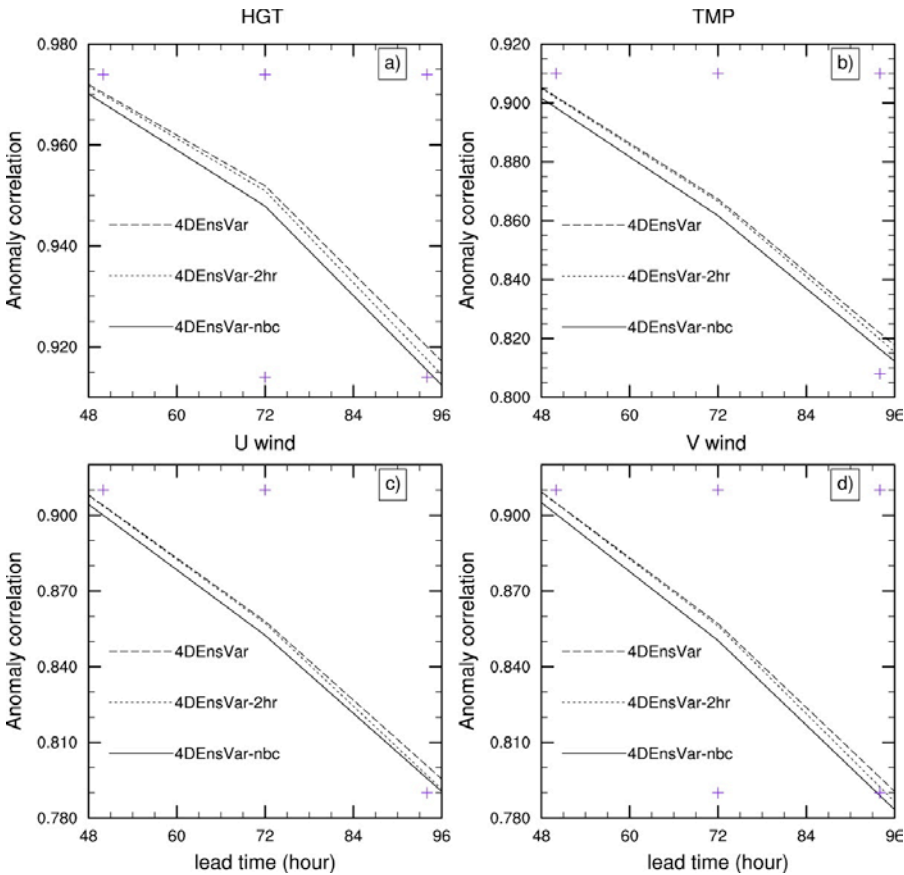 HGT
TMP
0.980
0.960
0.940
0.920
Anomaly correlation
a)
4DEnsVar
4DEnsVar-2hr
4DEnsVar-nbc
48 60 72 84 96
0.920
0.900
0.880
0.860
0.840
0.820
0.800
Anomaly correlation
b)
4DEnsVar
4DEnsVar-2hr
4DEnsVar-nbc
48 60 72 84 96
U wind
V wind
0.900
0.870
0.840
0.810
0.780
Anomaly correlation
c)
4DEnsVar
4DEnsVar-2hr
4DEnsVar-nbc
48 60 72 84 96
lead time (hour)
0.900
0.870
0.840
0.810
0.780
Anomaly correlation
d)
4DEnsVar
4DEnsVar-2hr
4DEnsVar-nbc
48 60 72 84 96
lead time (hour)